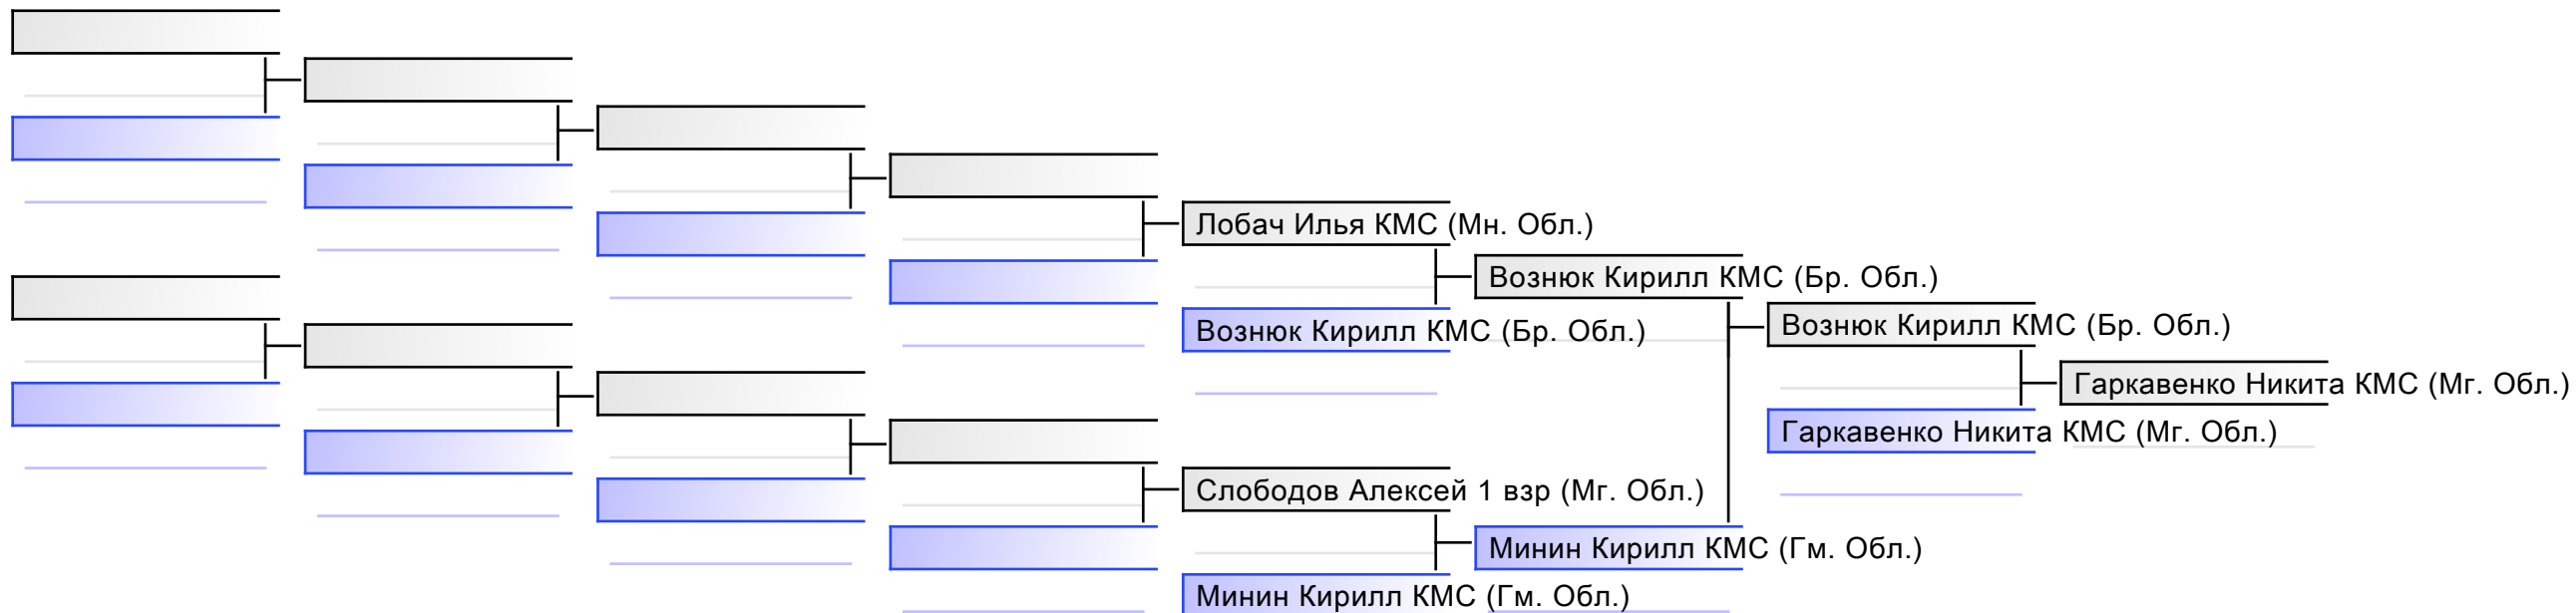 Лобач Илья КМС (Мн. Обл.)
Вознюк Кирилл КМС (Бр. Обл.)
Вознюк Кирилл КМС (Бр. Обл.)
Вознюк Кирилл КМС (Бр. Обл.)
Гаркавенко Никита КМС (Мг. Обл.)
Гаркавенко Никита КМС (Мг. Обл.)
Слободов Алексей 1 взр (Мг. Обл.)
Минин Кирилл КМС (Гм. Обл.)
Минин Кирилл КМС (Гм. Обл.)